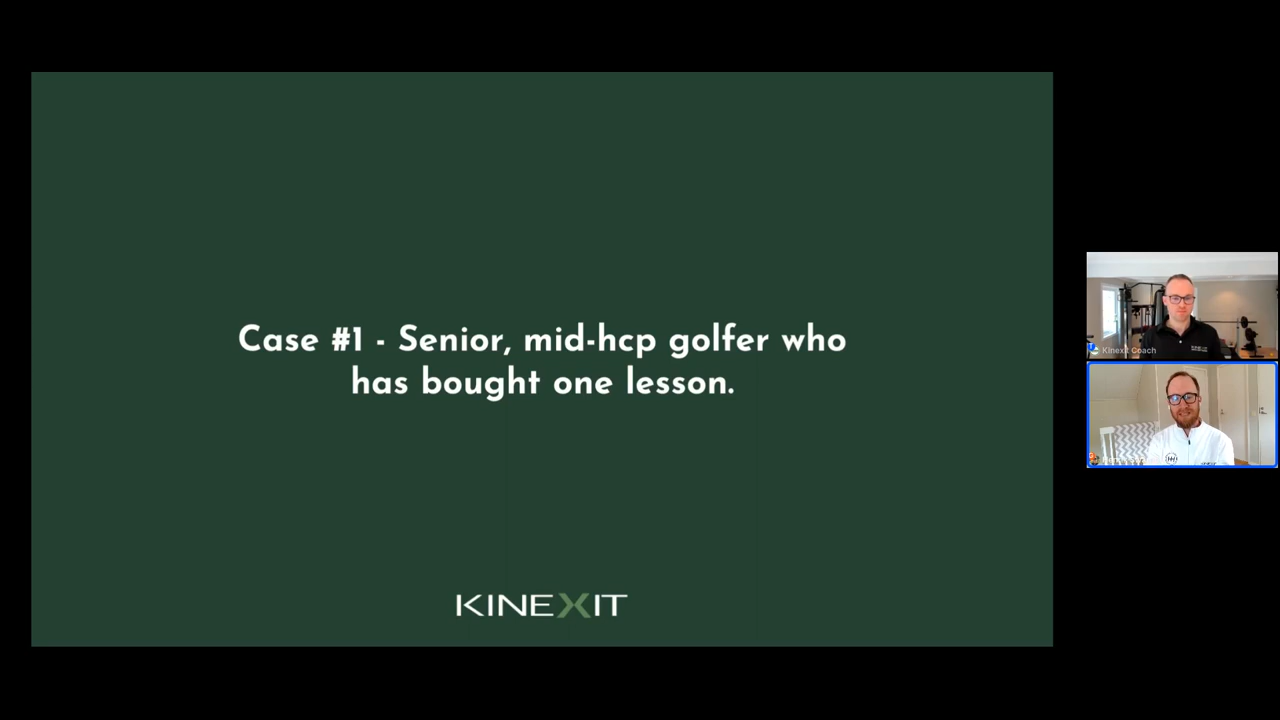 Case #1 - Senior, mid-hcp golfer who
has bought one lesson.
KINEXIT
Kinexit Coach